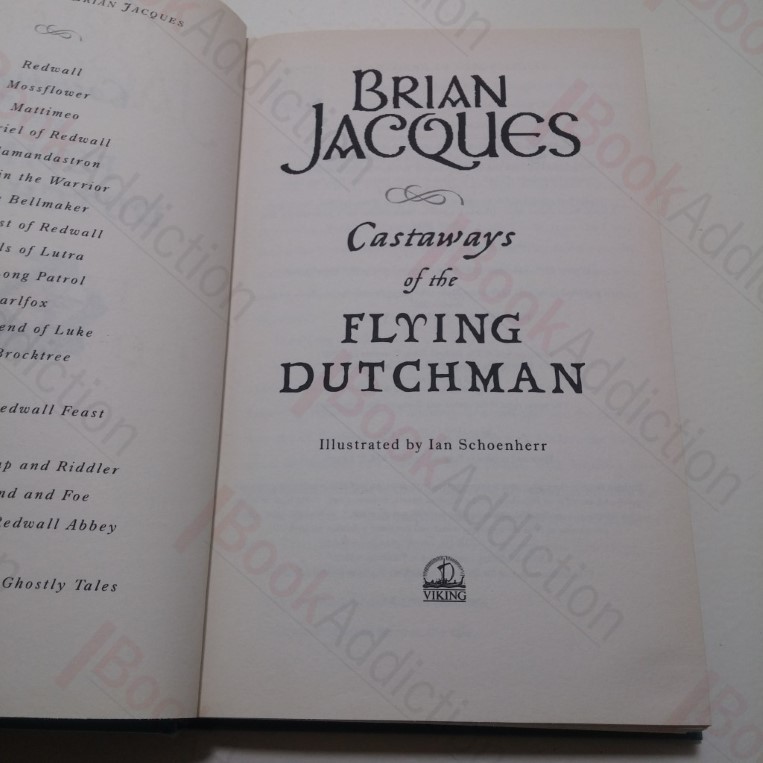 BRIAN JACQUES
Redwall
Mossflower
Mattimeo
riel of Redwall
amandastron
in the Warrior
Bellmaker
st of Redwall
ls of Lutra
ong Patrol
arlfox
end of Luke
Brocktree
edwall Feast
up and Riddler
nd and Foe
Redwall Abbey
Ghostly Tales
BRIAN
JACQUES
Castaways
of the
FLYING
DUTCHMAN
Illustrated by Ian Schoenherr
VIKING
BookAddiction